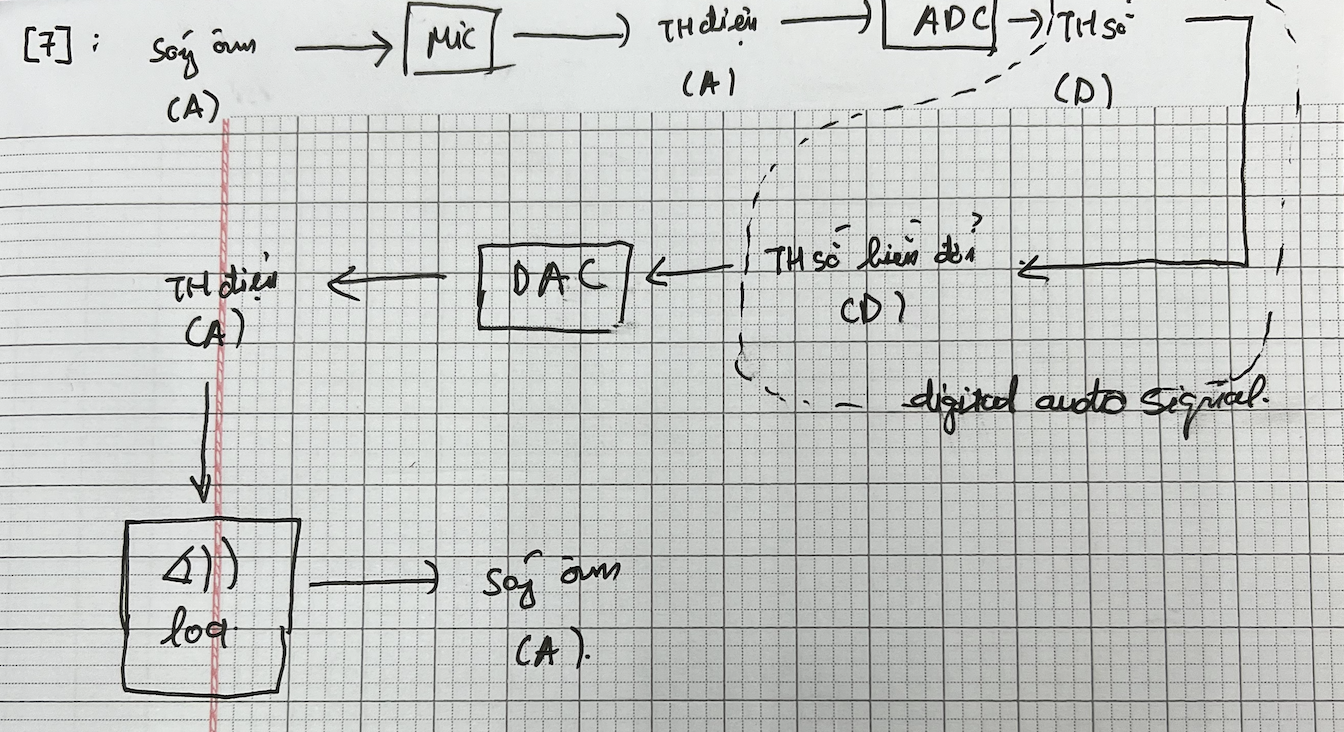 [7] : Sóng âm → MIC → TH điện → ADC → TH số
(A) (A) (D)
TH điện ← DAC ← TH số biến đổi ←
(A) (D)
digital audio signal.
loa → Sóng âm
(A).